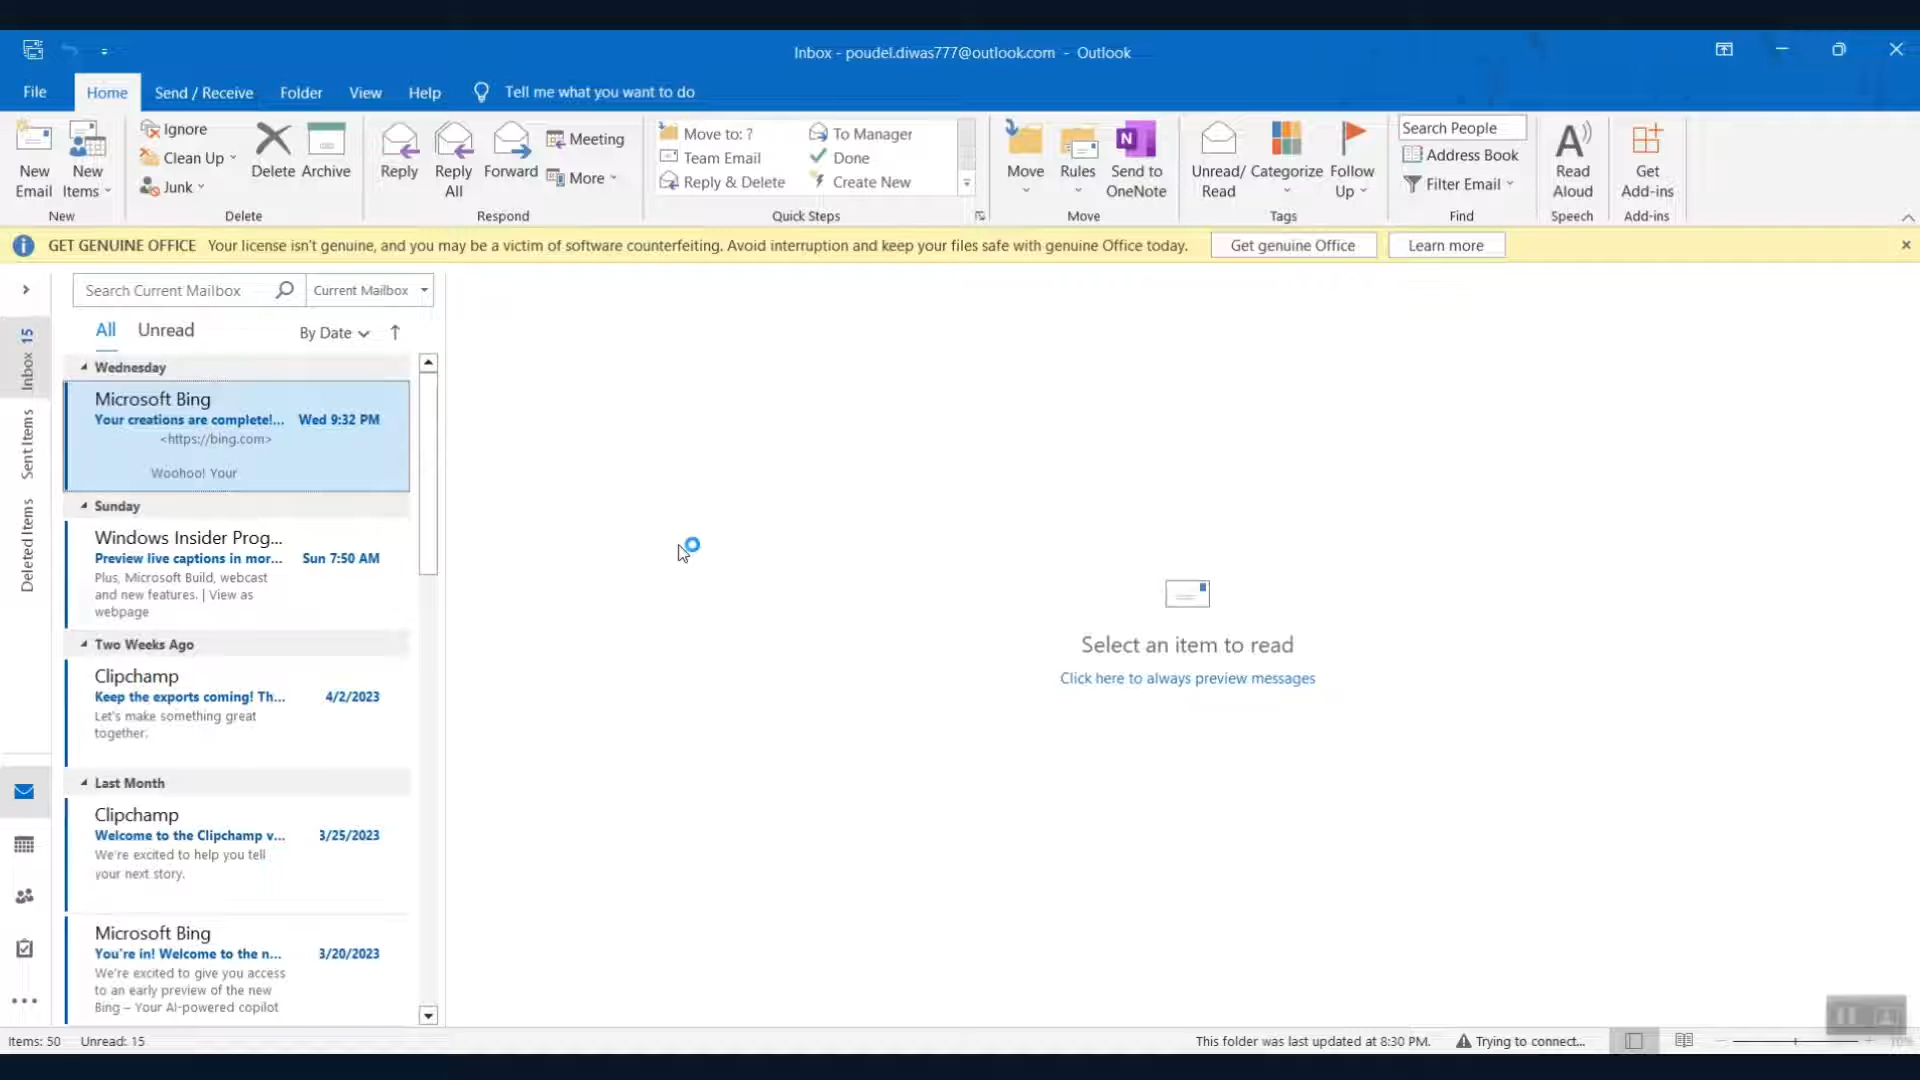 Inbox - poudel.diwas777@outlook.com - Outlook
File Home Send / Receive Folder View Help Tell me what you want to do
New Email
New Items
New
Ignore
Clean Up
Junk
Delete
Archive
Delete
Reply
Reply All
Forward
Meeting
More
Respond
Move to: ?
Team Email
Reply & Delete
To Manager
Done
Create New
Quick Steps
Move
Rules
Send to OneNote
Move
Unread/ Read
Categorize
Follow Up
Tags
Search People
Address Book
Filter Email
Find
Read Aloud
Speech
Get Add-ins
Add-ins
GET GENUINE OFFICE Your license isn't genuine, and you may be a victim of software counterfeiting. Avoid interruption and keep your files safe with genuine Office today. Get genuine Office Learn more
Inbox 15
Sent Items
Deleted Items
Search Current Mailbox Current Mailbox
All Unread By Date
Wednesday
Microsoft Bing
Your creations are complete!... Wed 9:32 PM
<https://bing.com>
Woohoo! Your
Sunday
Windows Insider Prog...
Preview live captions in mor... Sun 7:50 AM
Plus, Microsoft Build, webcast
and new features. | View as
webpage
Two Weeks Ago
Clipchamp
Keep the exports coming! Th... 4/2/2023
Let's make something great
together.
Last Month
Clipchamp
Welcome to the Clipchamp v... 3/25/2023
We're excited to help you tell
your next story.
Microsoft Bing
You're in! Welcome to the n... 3/20/2023
We're excited to give you access
to an early preview of the new
Bing – Your AI-powered copilot
Select an item to read
Click here to always preview messages
Items: 50 Unread: 15 This folder was last updated at 8:30 PM. Trying to connect...